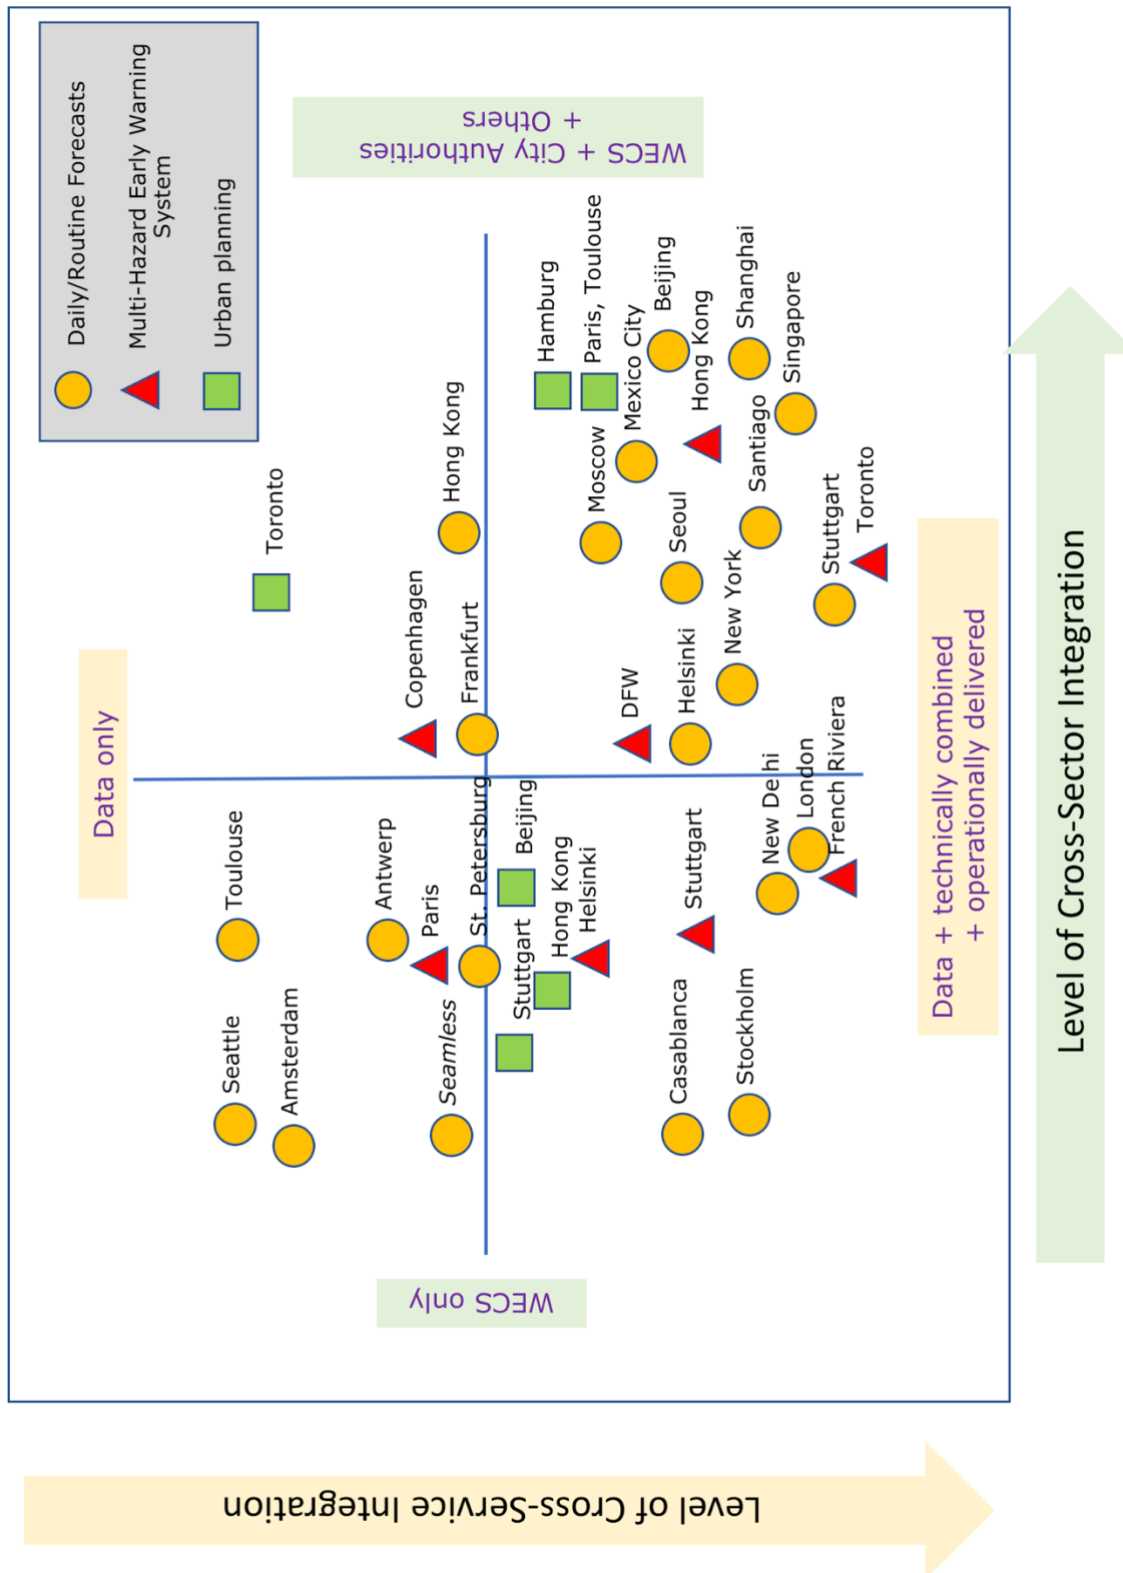 Daily/Routine Forecasts
Multi-Hazard Early Warning
System
Urban planning
Data only
WECS + City Authorities
+ Others
WECS only
Data + technically combined
+ operationally delivered
Level of Cross-Sector Integration
Level of Cross-Service Integration
Seattle
Toulouse
Amsterdam
Toronto
Antwerp
Paris
Copenhagen
Hong Kong
Seamless
St. Petersburg
Frankfurt
Stuttgart
Beijing
Hong Kong
Helsinki
Hamburg
Paris, Toulouse
Moscow
Mexico City
DFW
Beijing
Casablanca
Stuttgart
Helsinki
Seoul
Hong Kong
Stockholm
New Delhi
New York
Santiago
Shanghai
London
Singapore
French Riviera
Stuttgart
Toronto